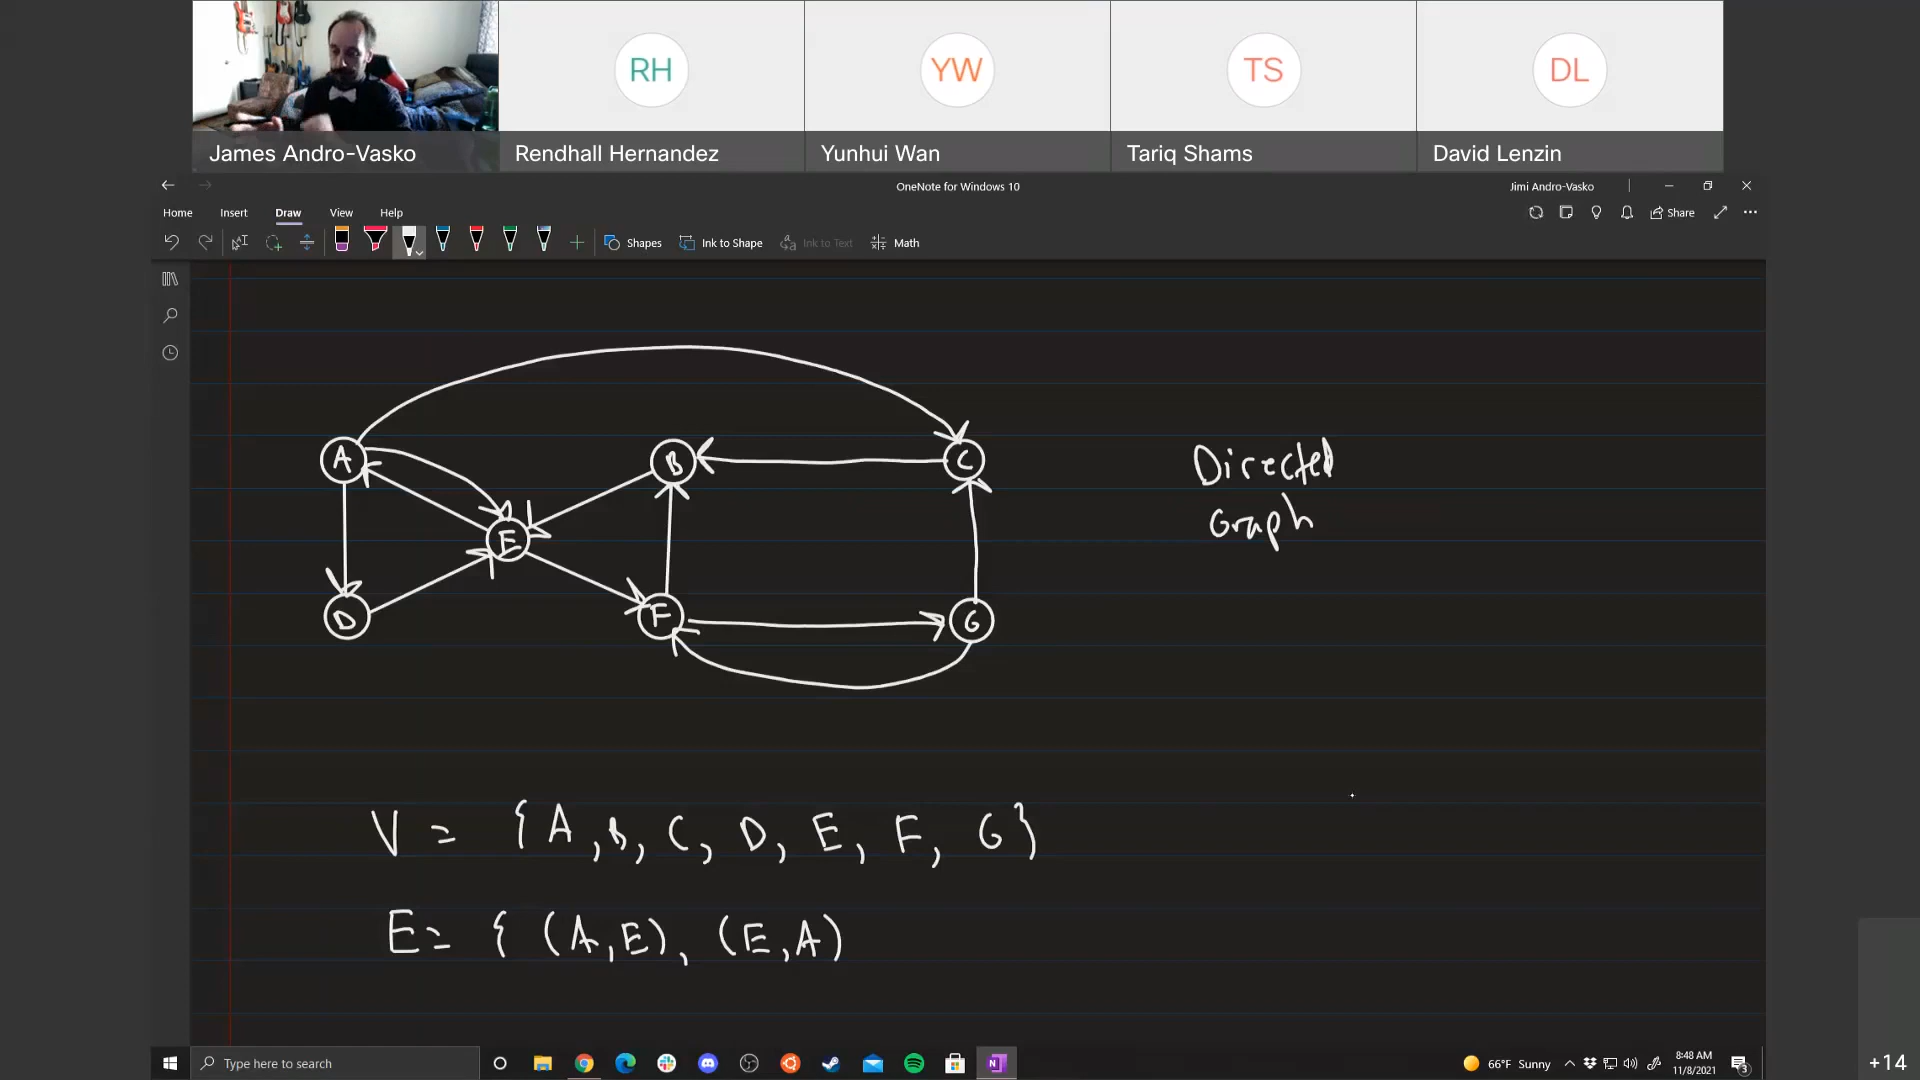 RH
YW
TS
DL
James Andro-Vasko
Rendhall Hernandez
Yunhui Wan
Tariq Shams
David Lenzin
OneNote for Windows 10
Jimi Andro-Vasko
Home Insert Draw View Help
Share
Shapes Ink to Shape Ink to Text Math
A B C
Directed
Graph
E
D F G
V = { A , B , C , D , E , F , G }
E = { (A,E), (E,A)
Type here to search
66°F Sunny
8:48 AM
11/8/2021
3
+14